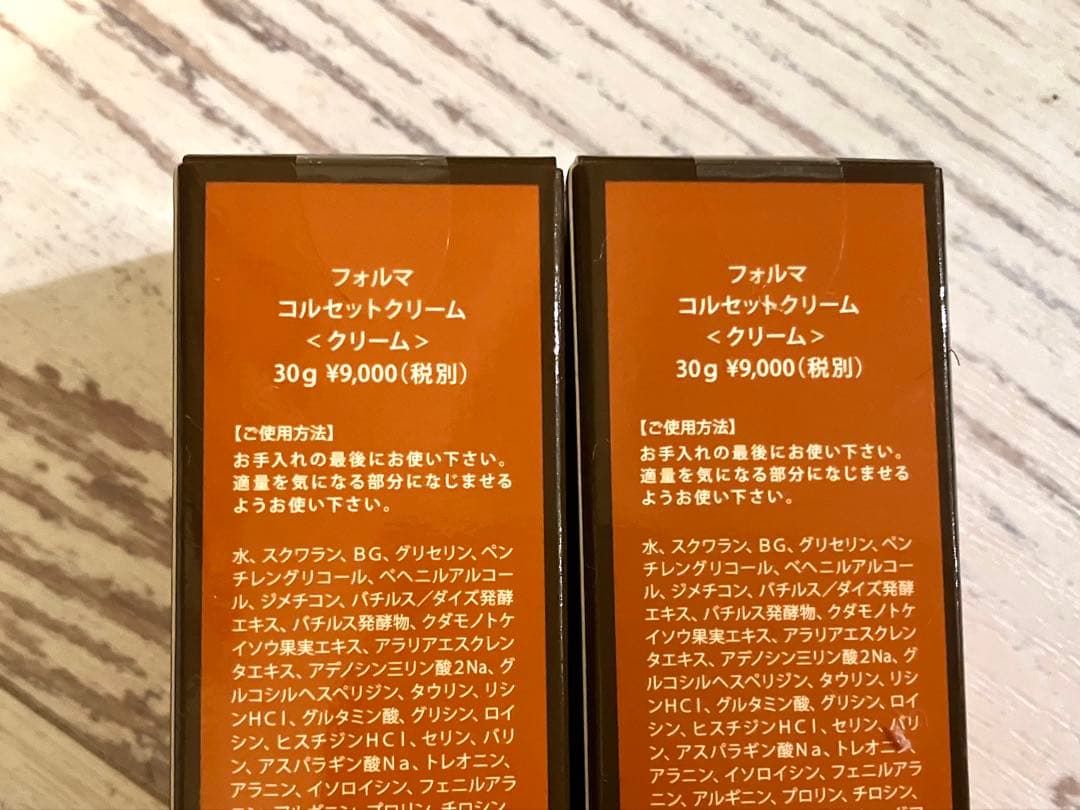 フォルマ
コルセットクリーム
<クリーム>
30g ¥9,000(税別)
【ご使用方法】
お手入れの最後にお使い下さい。
適量を気になる部分になじませる
ようお使い下さい。
水、スクワラン、BG、グリセリン、ペン
チレングリコール、ベヘニルアルコー
ル、ジメチコン、バチルス/ダイズ発酵
エキス、バチルス発酵物、クダモノトケ
イソウ果実エキス、アラリアエスクレン
タエキス、アデノシン三リン酸2Na、グ
ルコシルヘスペリジン、タウリン、リシ
ンHCl、グルタミン酸、グリシン、ロイ
シン、ヒスチジンHCl、セリン、バリ
ン、アスパラギン酸Na、トレオニン、
アラニン、イソロイシン、フェニルアラ
ニン、アルギニン、プロリン、チロシン、
フォルマ
コルセットクリーム
<クリーム>
30g ¥9,000(税別)
【ご使用方法】
お手入れの最後にお使い下さい。
適量を気になる部分になじませる
ようお使い下さい。
水、スクワラン、BG、グリセリン、ペン
チレングリコール、ベヘニルアルコー
ル、ジメチコン、バチルス/ダイズ発酵
エキス、バチルス発酵物、クダモノトケ
イソウ果実エキス、アラリアエスクレン
タエキス、アデノシン三リン酸2Na、グ
ルコシルヘスペリジン、タウリン、リシ
ンHCl、グルタミン酸、グリシン、ロイ
シン、ヒスチジンHCl、セリン、バリ
ン、アスパラギン酸Na、トレオニン、
アラニン、イソロイシン、フェニルアラ
ニン、アルギニン、プロリン、チロシン、